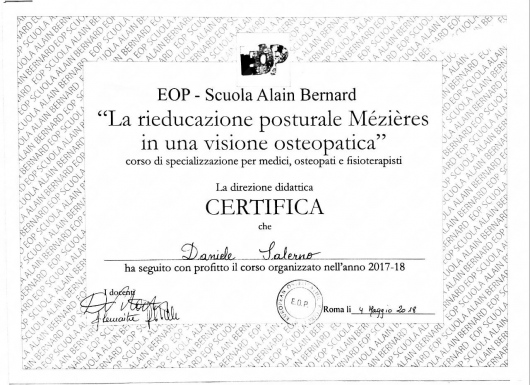 EOP
EOP - Scuola Alain Bernard
“La rieducazione posturale Mézières
in una visione osteopatica”
corso di specializzazione per medici, osteopati e fisioterapisti
La direzione didattica
CERTIFICA
che
Daniele Salerno
ha seguito con profitto il corso organizzato nell'anno 2017-18
I docenti
E.O.P.
Roma li 4 Maggio 2018